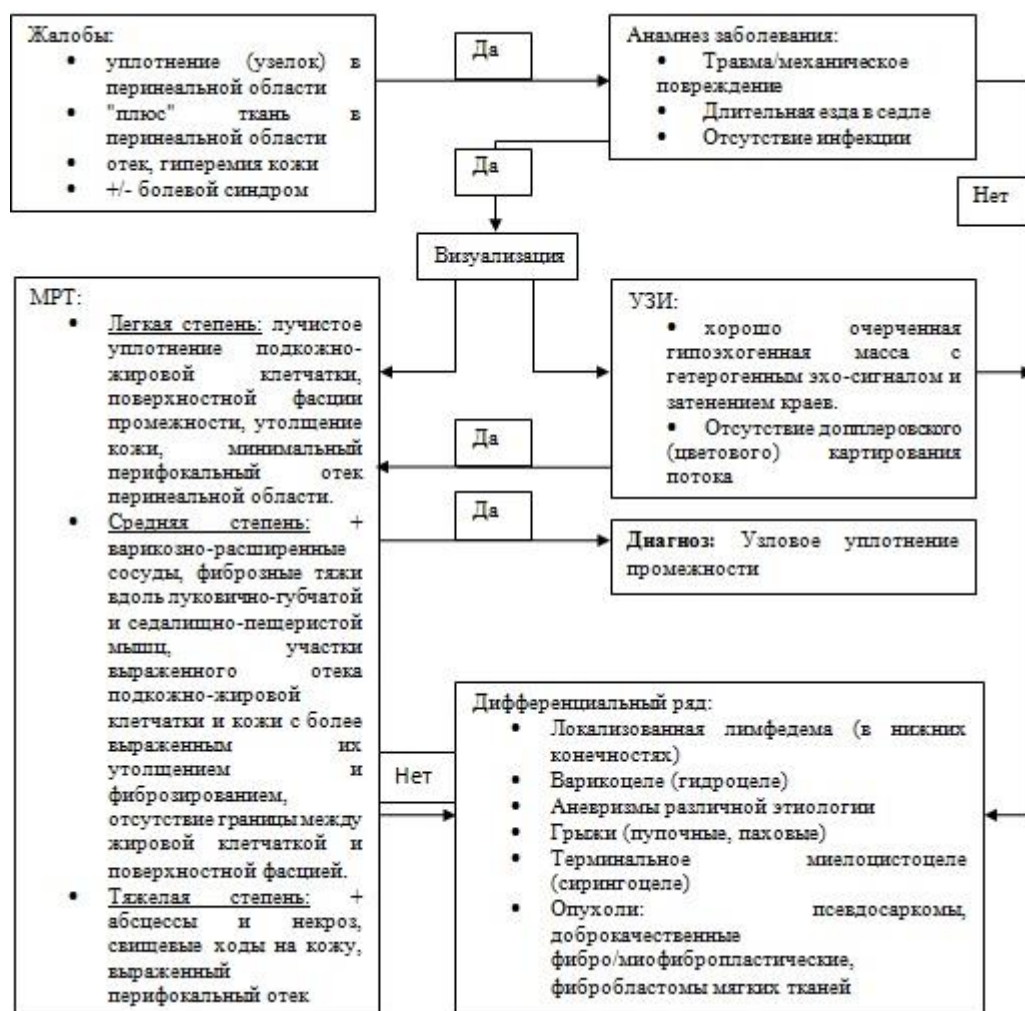 Жалобы:
• уплотнение (узелок) в
перинеальной области
• "плюс" ткань в
перинеальной области
• отек, гиперемия кожи
• +/- болевой синдром
Да
Анамнез заболевания:
• Травма/механическое
повреждение
• Длительная езда в седле
• Отсутствие инфекции
Да
Нет
Визуализация
МРТ:
• Легкая степень: лучистое
уплотнение подкожно-
жировой клетчатки,
поверхностной фасции
промежности, утолщение
кожи, минимальный
перифокальный отек
перинеальной области.
• Средняя степень: +
варикозно-расширенные
сосуды, фиброзные тяжи
вдоль луковично-губчатой
и седалищно-пещеристой
мышц, участки
выраженного отека
подкожно-жировой
клетчатки и кожи с более
выраженным их
утолщением и
фиброзированием,
отсутствие границы между
жировой клетчаткой и
поверхностной фасцией.
• Тяжелая степень: +
абсцессы и некроз,
свищевые ходы на кожу,
выраженный
перифокальный отек
УЗИ:
• хорошо очерченная
гипоэхогенная масса с
гетерогенным эхо-сигналом и
затенением краев.
• Отсутствие допплеровского
(цветового) картирования
потока
Да
Да
Диагноз: Узловое уплотнение
промежности
Нет
Дифференциальный ряд:
• Локализованная лимфедема (в нижних
конечностях)
• Варикоцеле (гидроцеле)
• Аневризмы различной этиологии
• Грыжи (пупочные, паховые)
• Терминальное миелоцистоцеле
(сирингоцеле)
• Опухоли: псевдосаркомы,
доброкачественные
фибро/миофибропластические,
фибробластомы мягких тканей